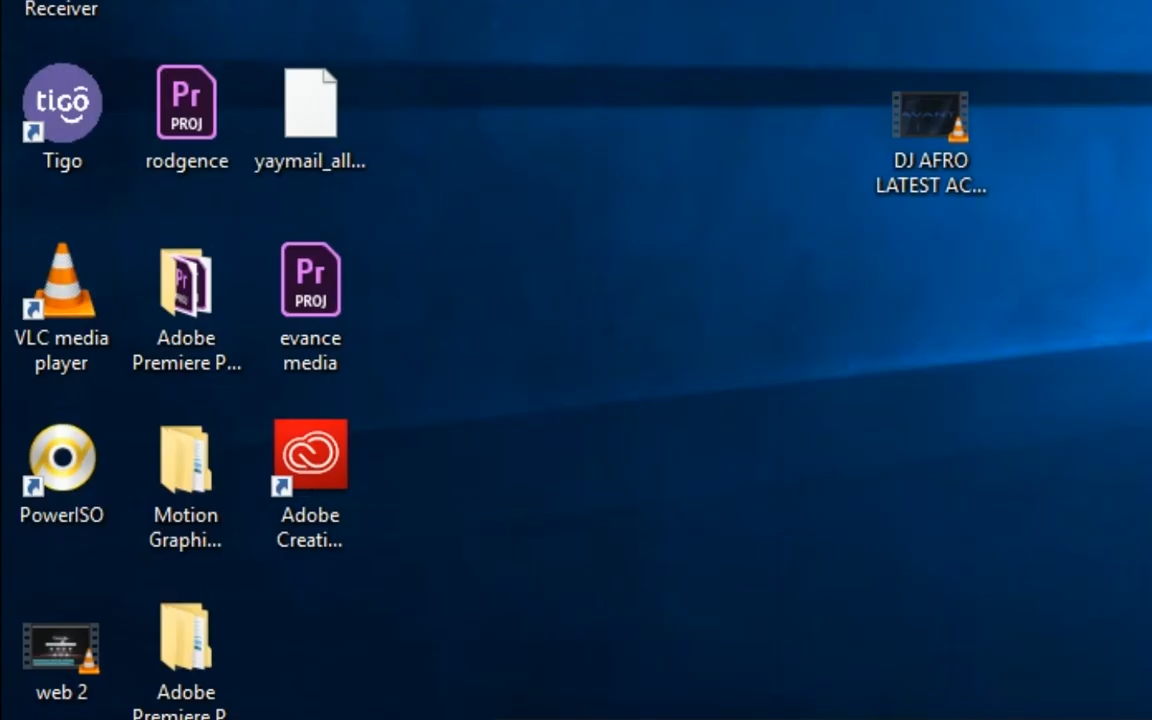 Receiver
tigo
Tigo
Pr
PROJ
rodgence
yaymail_all...
DJ AFRO
LATEST AC...
VLC media
player
Adobe
Premiere P...
Pr
PROJ
evance
media
PowerISO
Motion
Graphi...
Adobe
Creati...
web 2
Adobe
Premiere P